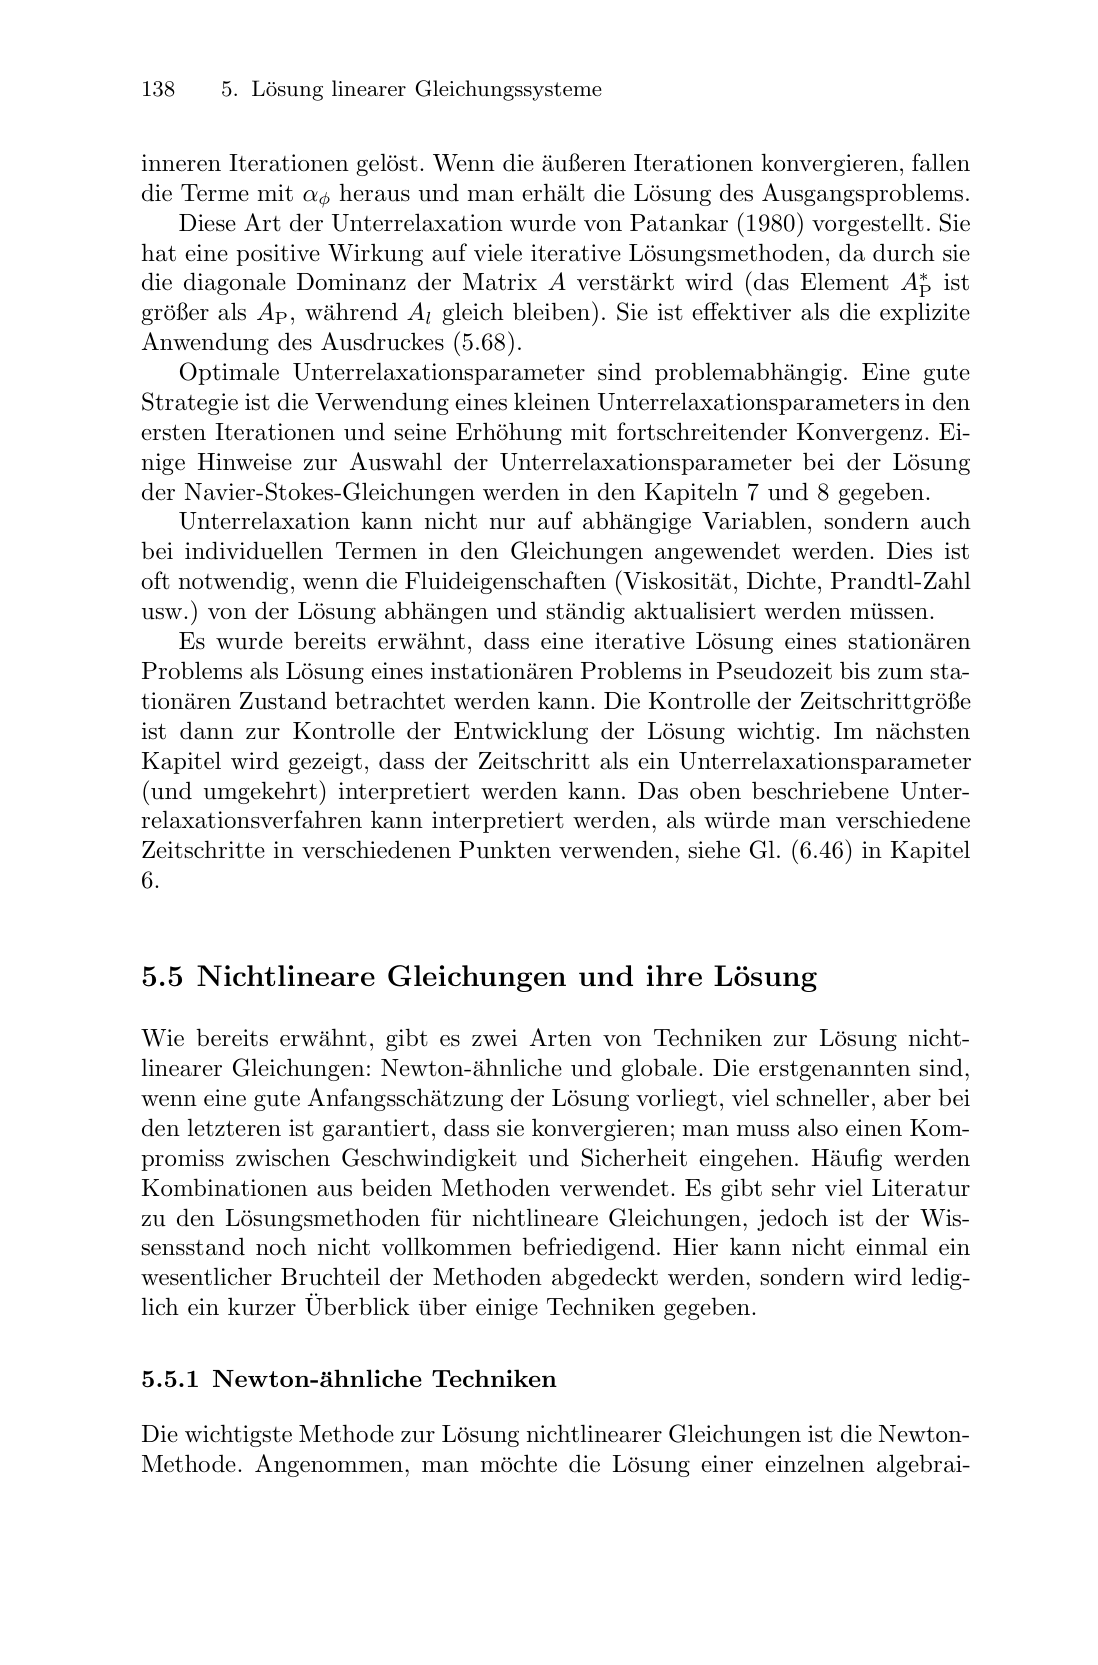 138 5. Lösung linearer Gleichungssysteme
inneren Iterationen gelöst. Wenn die äußeren Iterationen konvergieren, fallen
die Terme mit αϕ heraus und man erhält die Lösung des Ausgangsproblems.
Diese Art der Unterrelaxation wurde von Patankar (1980) vorgestellt. Sie
hat eine positive Wirkung auf viele iterative Lösungsmethoden, da durch sie
die diagonale Dominanz der Matrix A verstärkt wird (das Element A*P ist
größer als AP, während Al gleich bleiben). Sie ist effektiver als die explizite
Anwendung des Ausdruckes (5.68).
Optimale Unterrelaxationsparameter sind problemabhängig. Eine gute
Strategie ist die Verwendung eines kleinen Unterrelaxationsparameters in den
ersten Iterationen und seine Erhöhung mit fortschreitender Konvergenz. Ei-
nige Hinweise zur Auswahl der Unterrelaxationsparameter bei der Lösung
der Navier-Stokes-Gleichungen werden in den Kapiteln 7 und 8 gegeben.
Unterrelaxation kann nicht nur auf abhängige Variablen, sondern auch
bei individuellen Termen in den Gleichungen angewendet werden. Dies ist
oft notwendig, wenn die Fluideigenschaften (Viskosität, Dichte, Prandtl-Zahl
usw.) von der Lösung abhängen und ständig aktualisiert werden müssen.
Es wurde bereits erwähnt, dass eine iterative Lösung eines stationären
Problems als Lösung eines instationären Problems in Pseudozeit bis zum sta-
tionären Zustand betrachtet werden kann. Die Kontrolle der Zeitschrittgröße
ist dann zur Kontrolle der Entwicklung der Lösung wichtig. Im nächsten
Kapitel wird gezeigt, dass der Zeitschritt als ein Unterrelaxationsparameter
(und umgekehrt) interpretiert werden kann. Das oben beschriebene Unter-
relaxationsverfahren kann interpretiert werden, als würde man verschiedene
Zeitschritte in verschiedenen Punkten verwenden, siehe Gl. (6.46) in Kapitel
6.
5.5 Nichtlineare Gleichungen und ihre Lösung
Wie bereits erwähnt, gibt es zwei Arten von Techniken zur Lösung nicht-
linearer Gleichungen: Newton-ähnliche und globale. Die erstgenannten sind,
wenn eine gute Anfangsschätzung der Lösung vorliegt, viel schneller, aber bei
den letzteren ist garantiert, dass sie konvergieren; man muss also einen Kom-
promiss zwischen Geschwindigkeit und Sicherheit eingehen. Häufig werden
Kombinationen aus beiden Methoden verwendet. Es gibt sehr viel Literatur
zu den Lösungsmethoden für nichtlineare Gleichungen, jedoch ist der Wis-
sensstand noch nicht vollkommen befriedigend. Hier kann nicht einmal ein
wesentlicher Bruchteil der Methoden abgedeckt werden, sondern wird ledig-
lich ein kurzer Überblick über einige Techniken gegeben.
5.5.1 Newton-ähnliche Techniken
Die wichtigste Methode zur Lösung nichtlinearer Gleichungen ist die Newton-
Methode. Angenommen, man möchte die Lösung einer einzelnen algebrai-